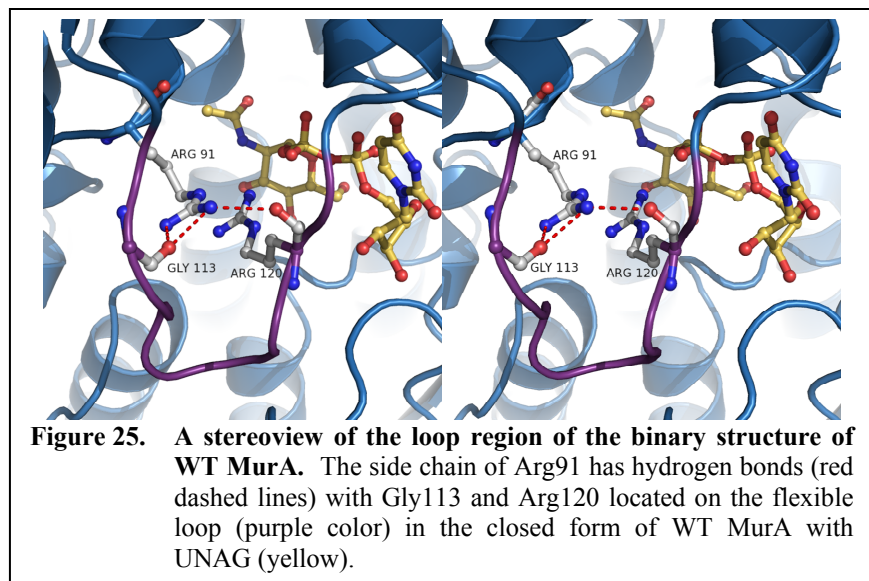 ARG 91
ARG 91
GLY 113
ARG 120
GLY 113
ARG 120
Figure 25. A stereoview of the loop region of the binary structure of
WT MurA. The side chain of Arg91 has hydrogen bonds (red
dashed lines) with Gly113 and Arg120 located on the flexible
loop (purple color) in the closed form of WT MurA with
UNAG (yellow).